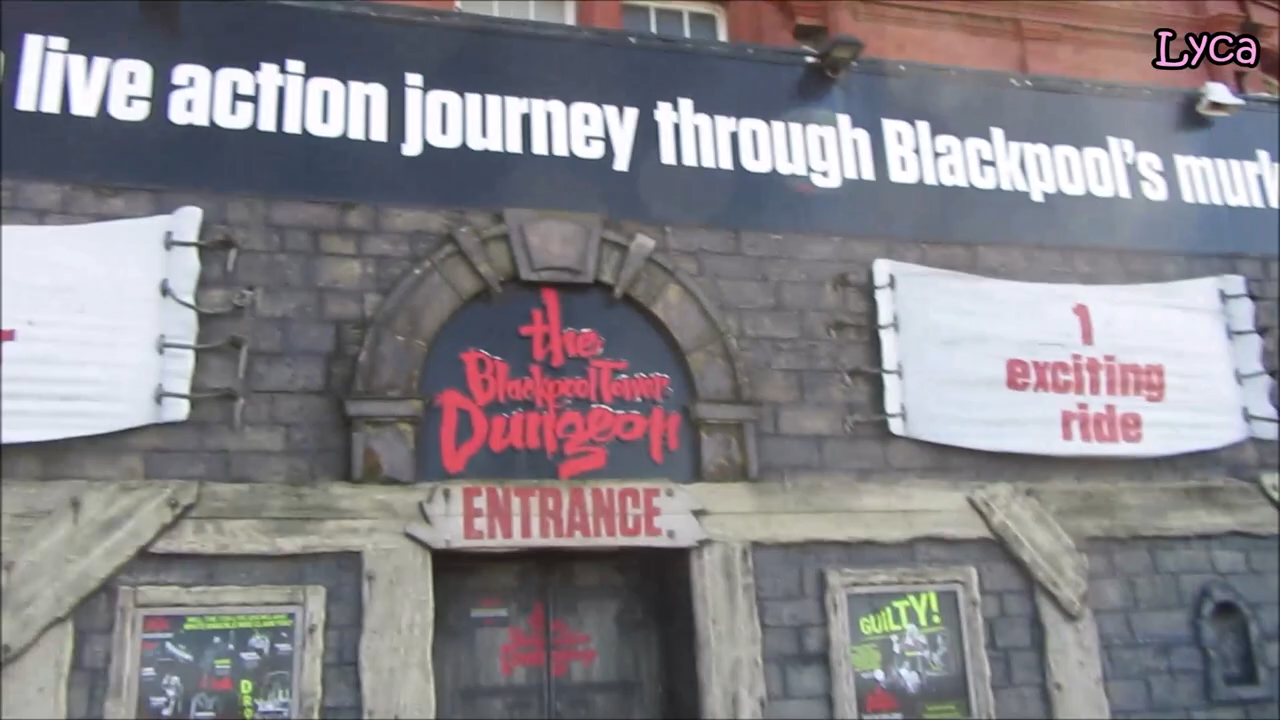 Lyca
live action journey through Blackpool's murk
the
Blackpool Tower
Dungeon
1
exciting
ride
ENTRANCE
GUILTY!